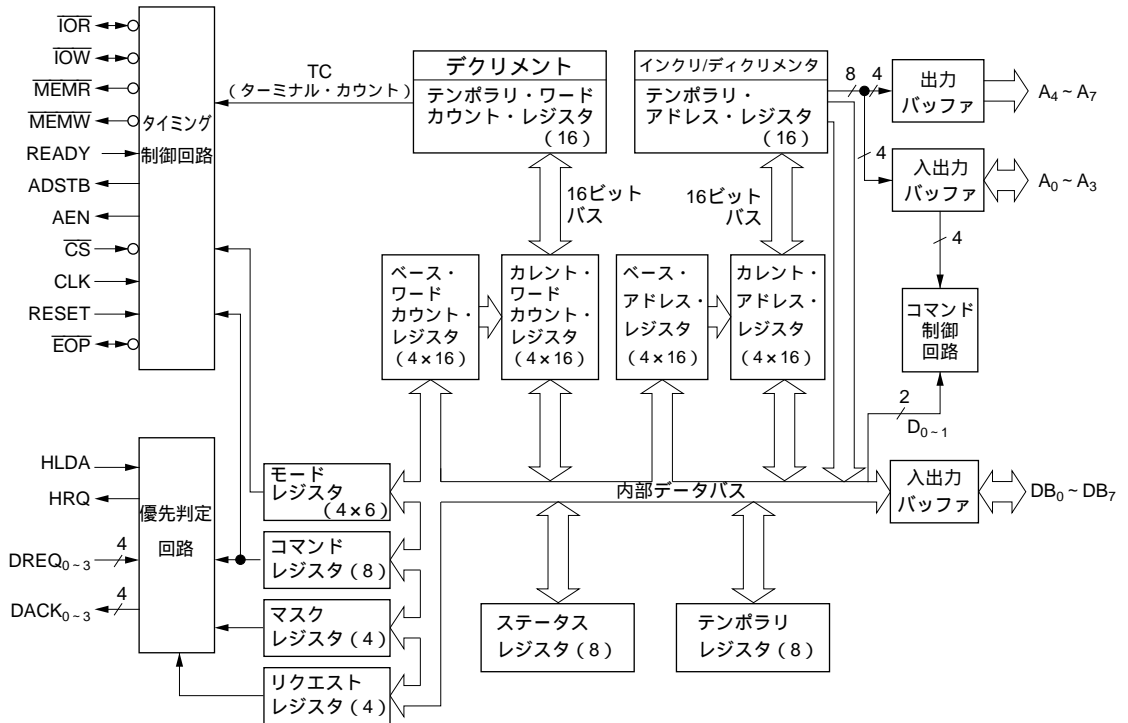 IOR
IOW
MEMR
MEMW
READY
ADSTB
AEN
CS
CLK
RESET
EOP
タイミング
制御回路
TC
(ターミナル・カウント)
デクリメント
テンポラリ・ワード
カウント・レジスタ
(16)
インクリ/ディクリメンタ
テンポラリ・
アドレス・レジスタ
(16)
8
4
4
出力
バッファ
A4~A7
入出力
バッファ
A0~A3
4
コマンド
制御
回路
2
D0~1
16ビット
バス
16ビット
バス
ベース・
ワード
カウント・
レジスタ
(4×16)
カレント・
ワード
カウント・
レジスタ
(4×16)
ベース・
アドレス・
レジスタ
(4×16)
カレント・
アドレス・
レジスタ
(4×16)
HLDA
HRQ
DREQ0~3
4
DACK0~3
4
優先判定
回路
モード
レジスタ
(4×6)
コマンド
レジスタ(8)
マスク
レジスタ(4)
リクエスト
レジスタ(4)
内部データバス
入出力
バッファ
DB0~DB7
ステータス
レジスタ(8)
テンポラリ
レジスタ(8)